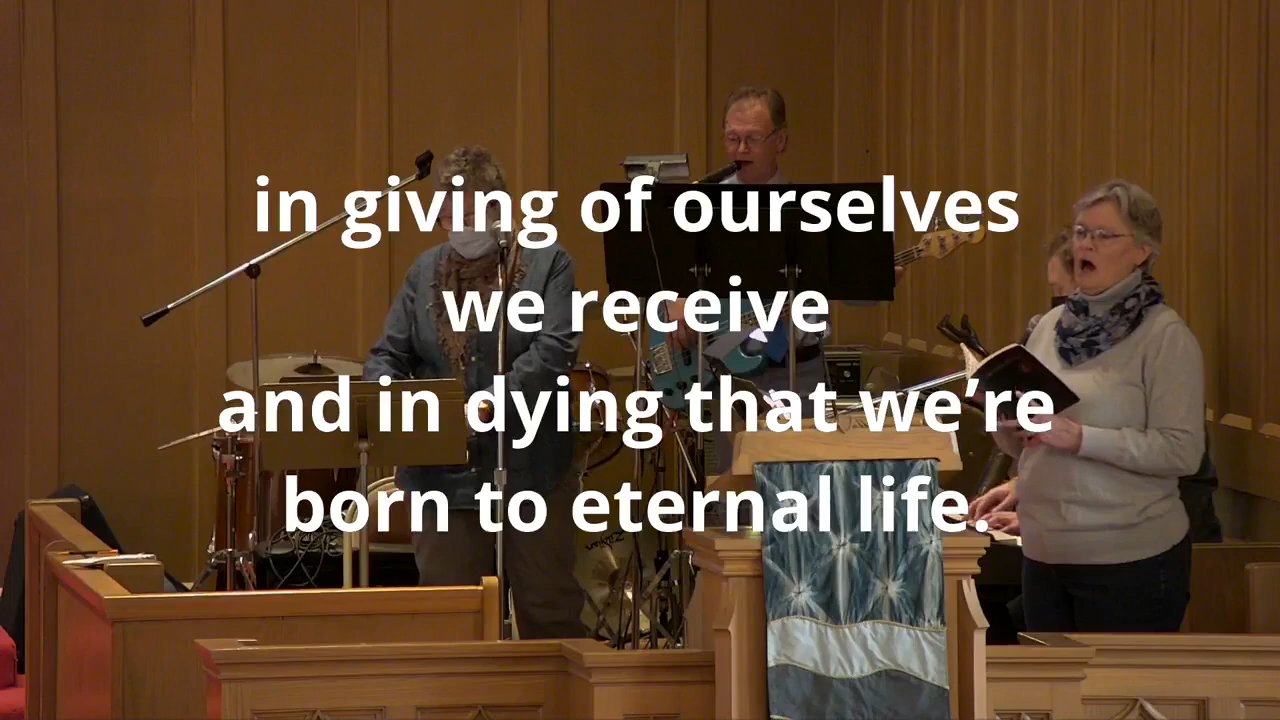 in giving of ourselves
we receive
and in dying that we’re
born to eternal life.